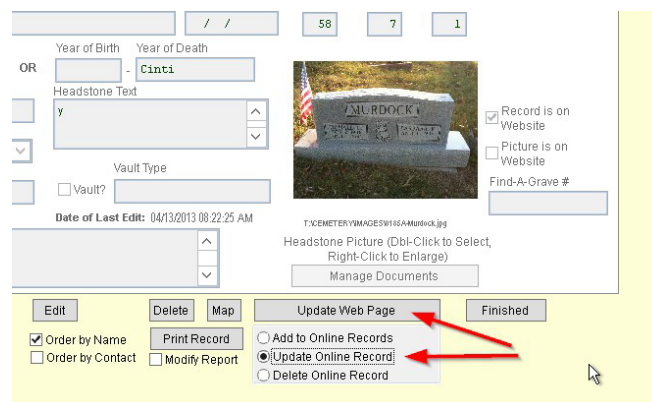 / / 58 7 1
Year of Birth Year of Death
OR - Cinti
Headstone Text
y
MURDOCK
Record is on
Website
Picture is on
Website
Vault Type
Vault?
Find-A-Grave #
Date of Last Edit: 04/13/2013 08:22:25 AM
T:\CEMETERY\IMAGES\W\18SA-Murdock.jpg
Headstone Picture (Dbl-Click to Select,
Right-Click to Enlarge)
Manage Documents
Edit Delete Map Update Web Page Finished
Order by Name Print Record Add to Online Records
Order by Contact Modify Report Update Online Record
Delete Online Record